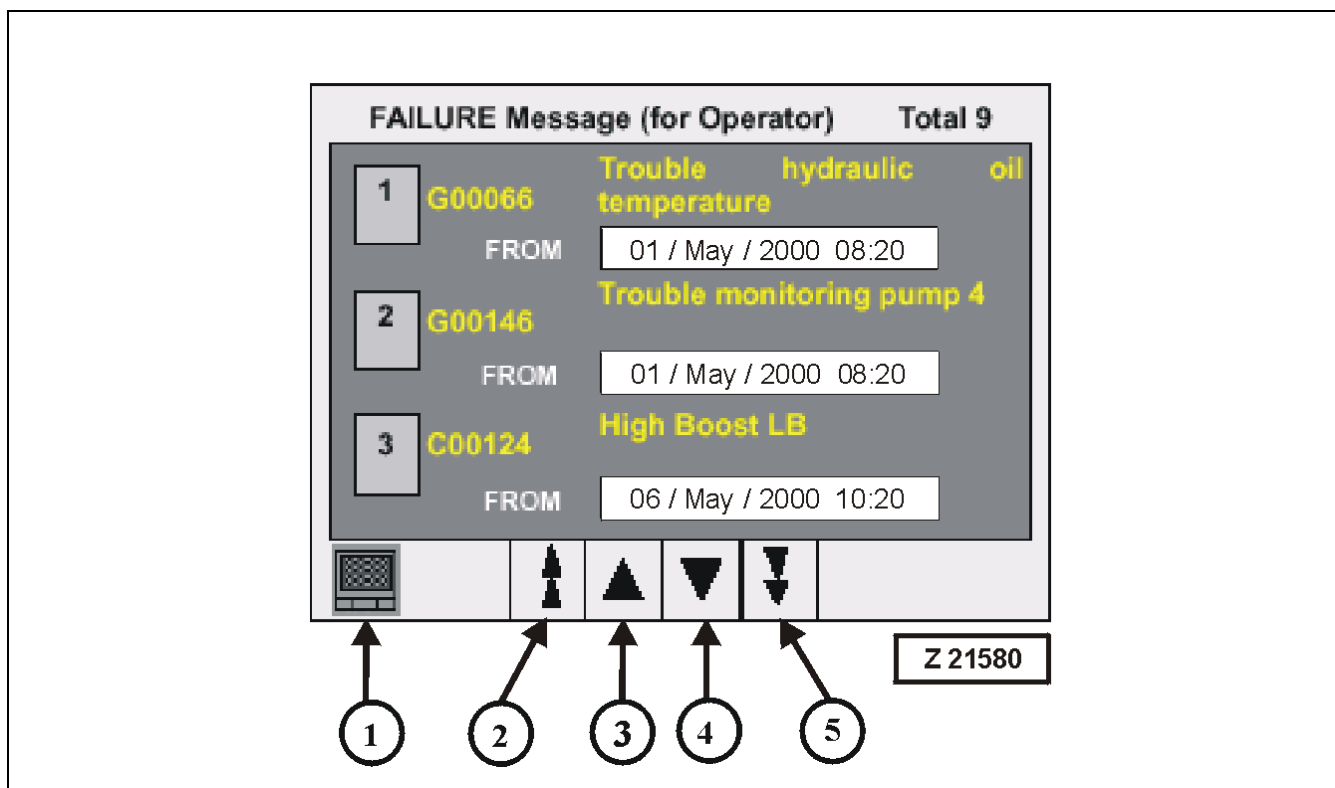 FAILURE Message (for Operator) Total 9
1 G00066 Trouble hydraulic oil
temperature
FROM 01 / May / 2000 08:20
2 G00146 Trouble monitoring pump 4
FROM 01 / May / 2000 08:20
3 C00124 High Boost LB
FROM 06 / May / 2000 10:20
Z 21580
1 2 3 4 5